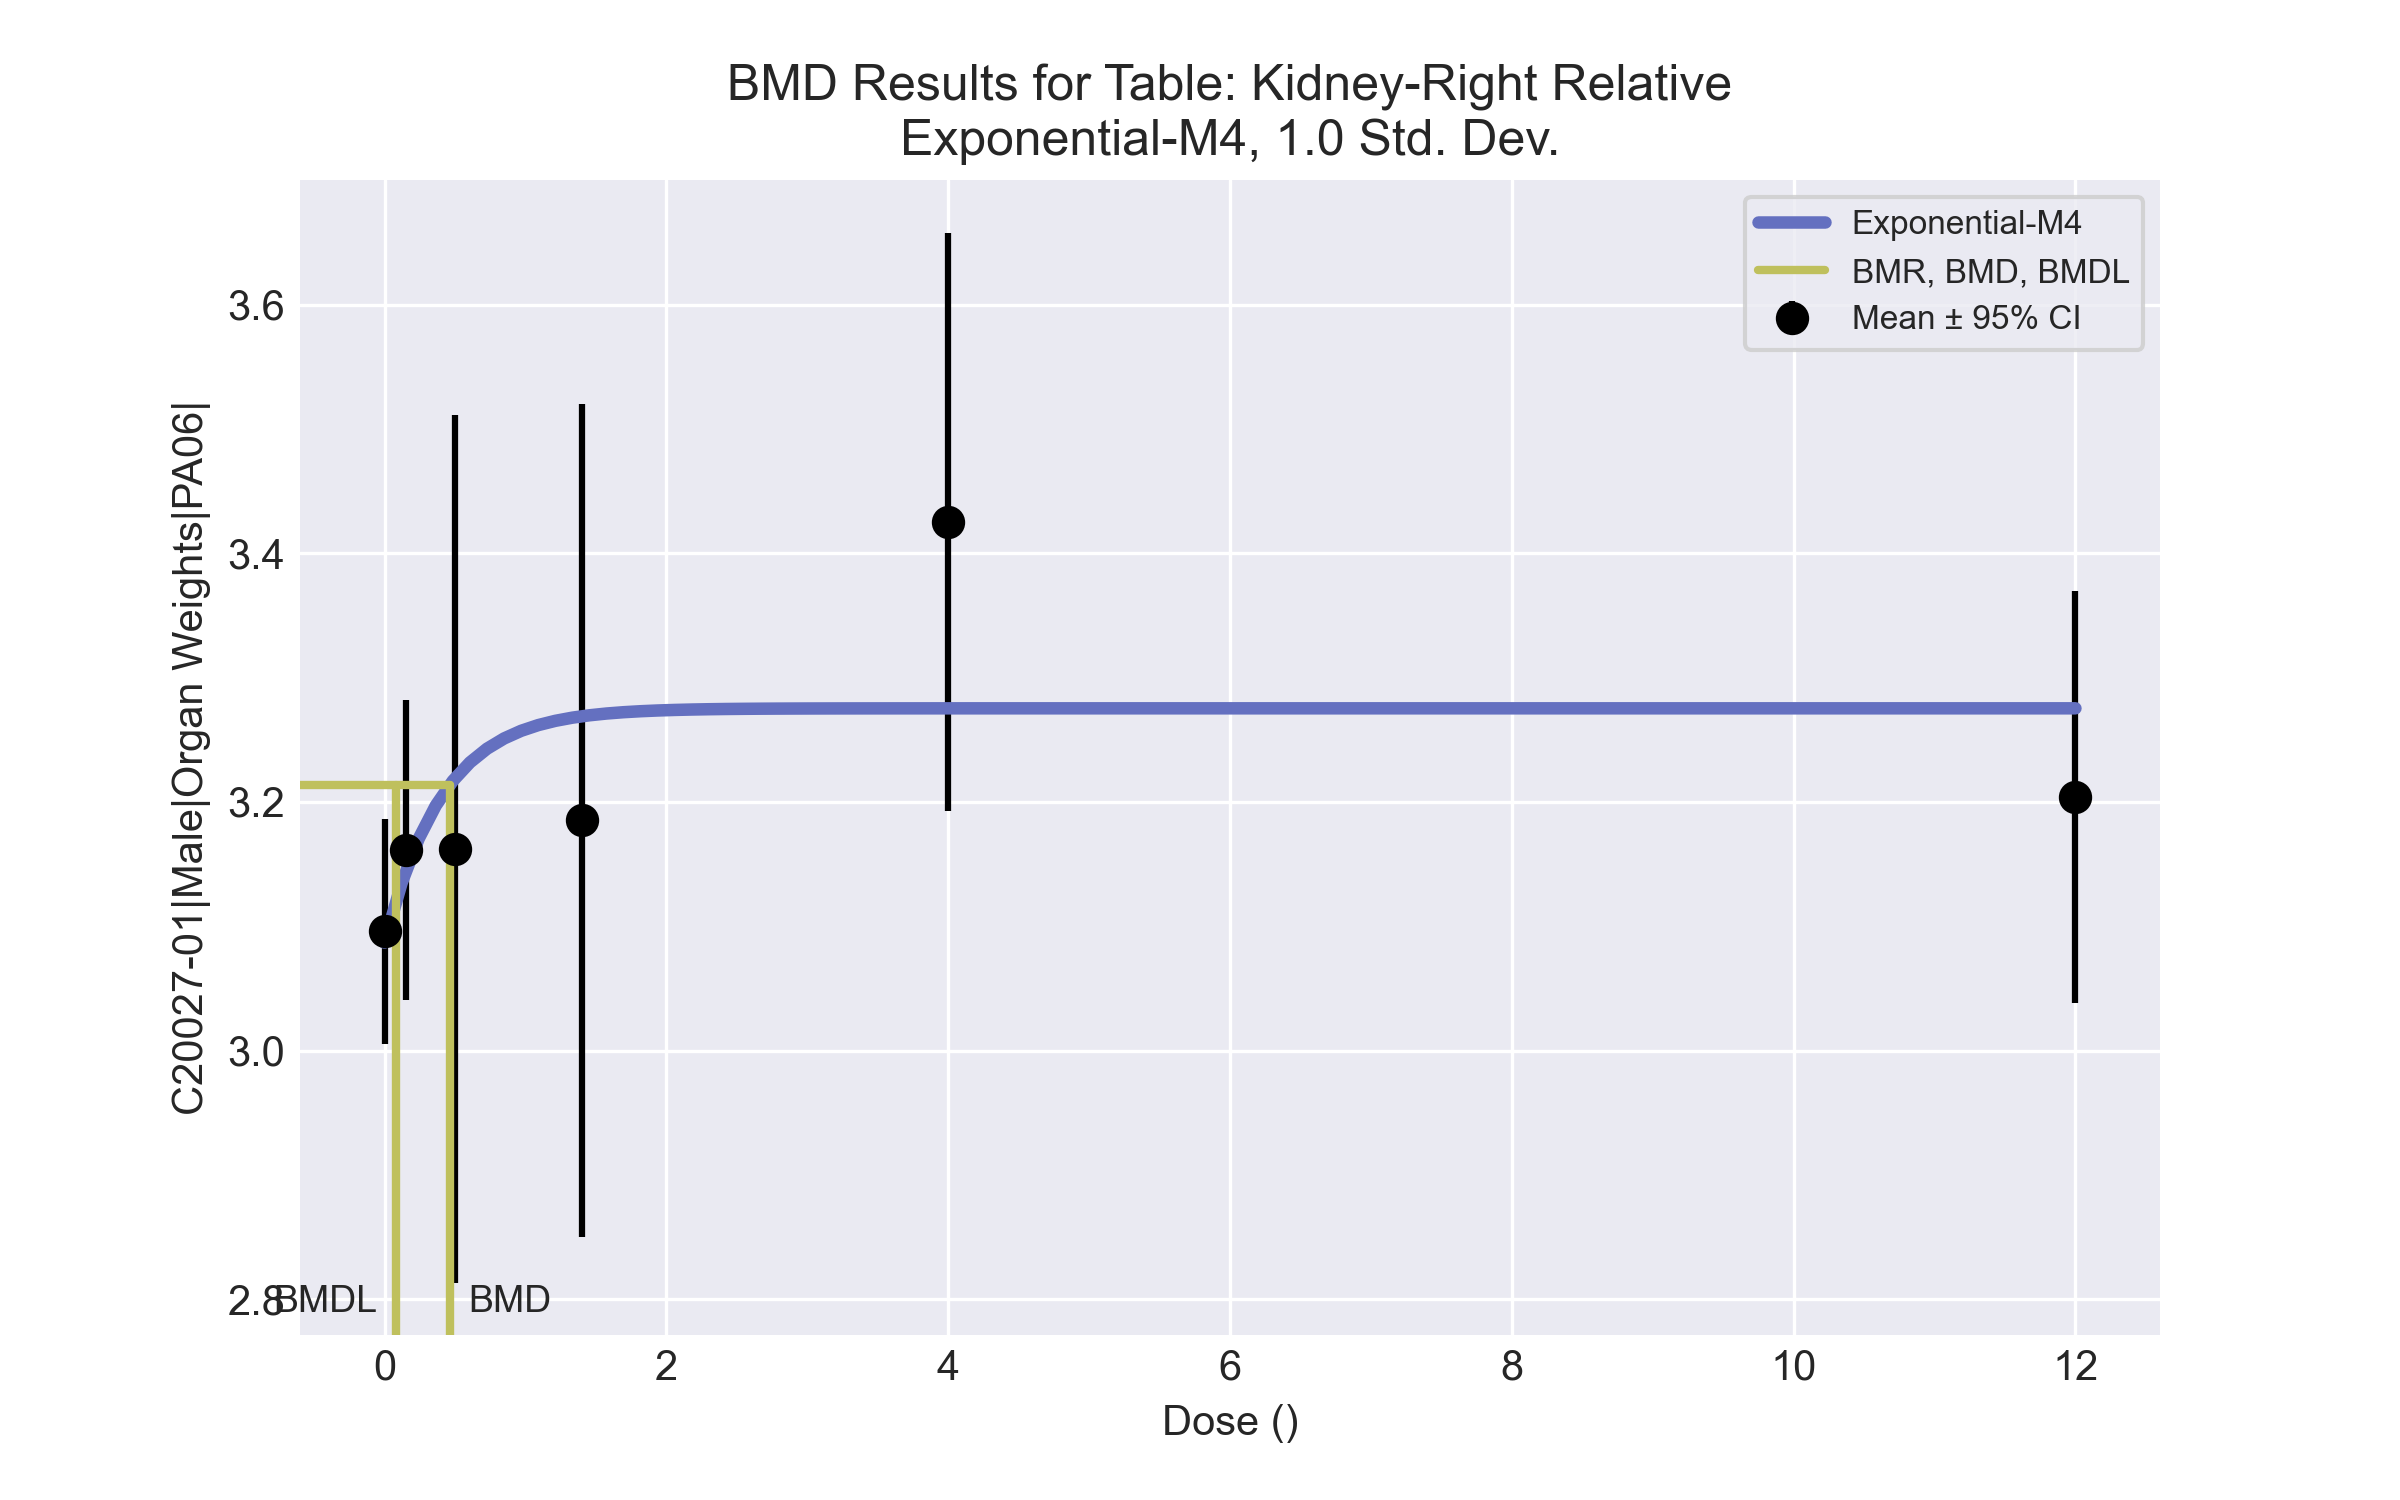 BMD Results for Table: Kidney-Right Relative
Exponential-M4, 1.0 Std. Dev.
Exponential-M4
BMR, BMD, BMDL
Mean ± 95% CI
C20027-01|Male|Organ Weights|PA06|
3.6
3.4
3.2
3.0
2.8
BMDL
BMD
0 2 4 6 8 10 12
Dose ()